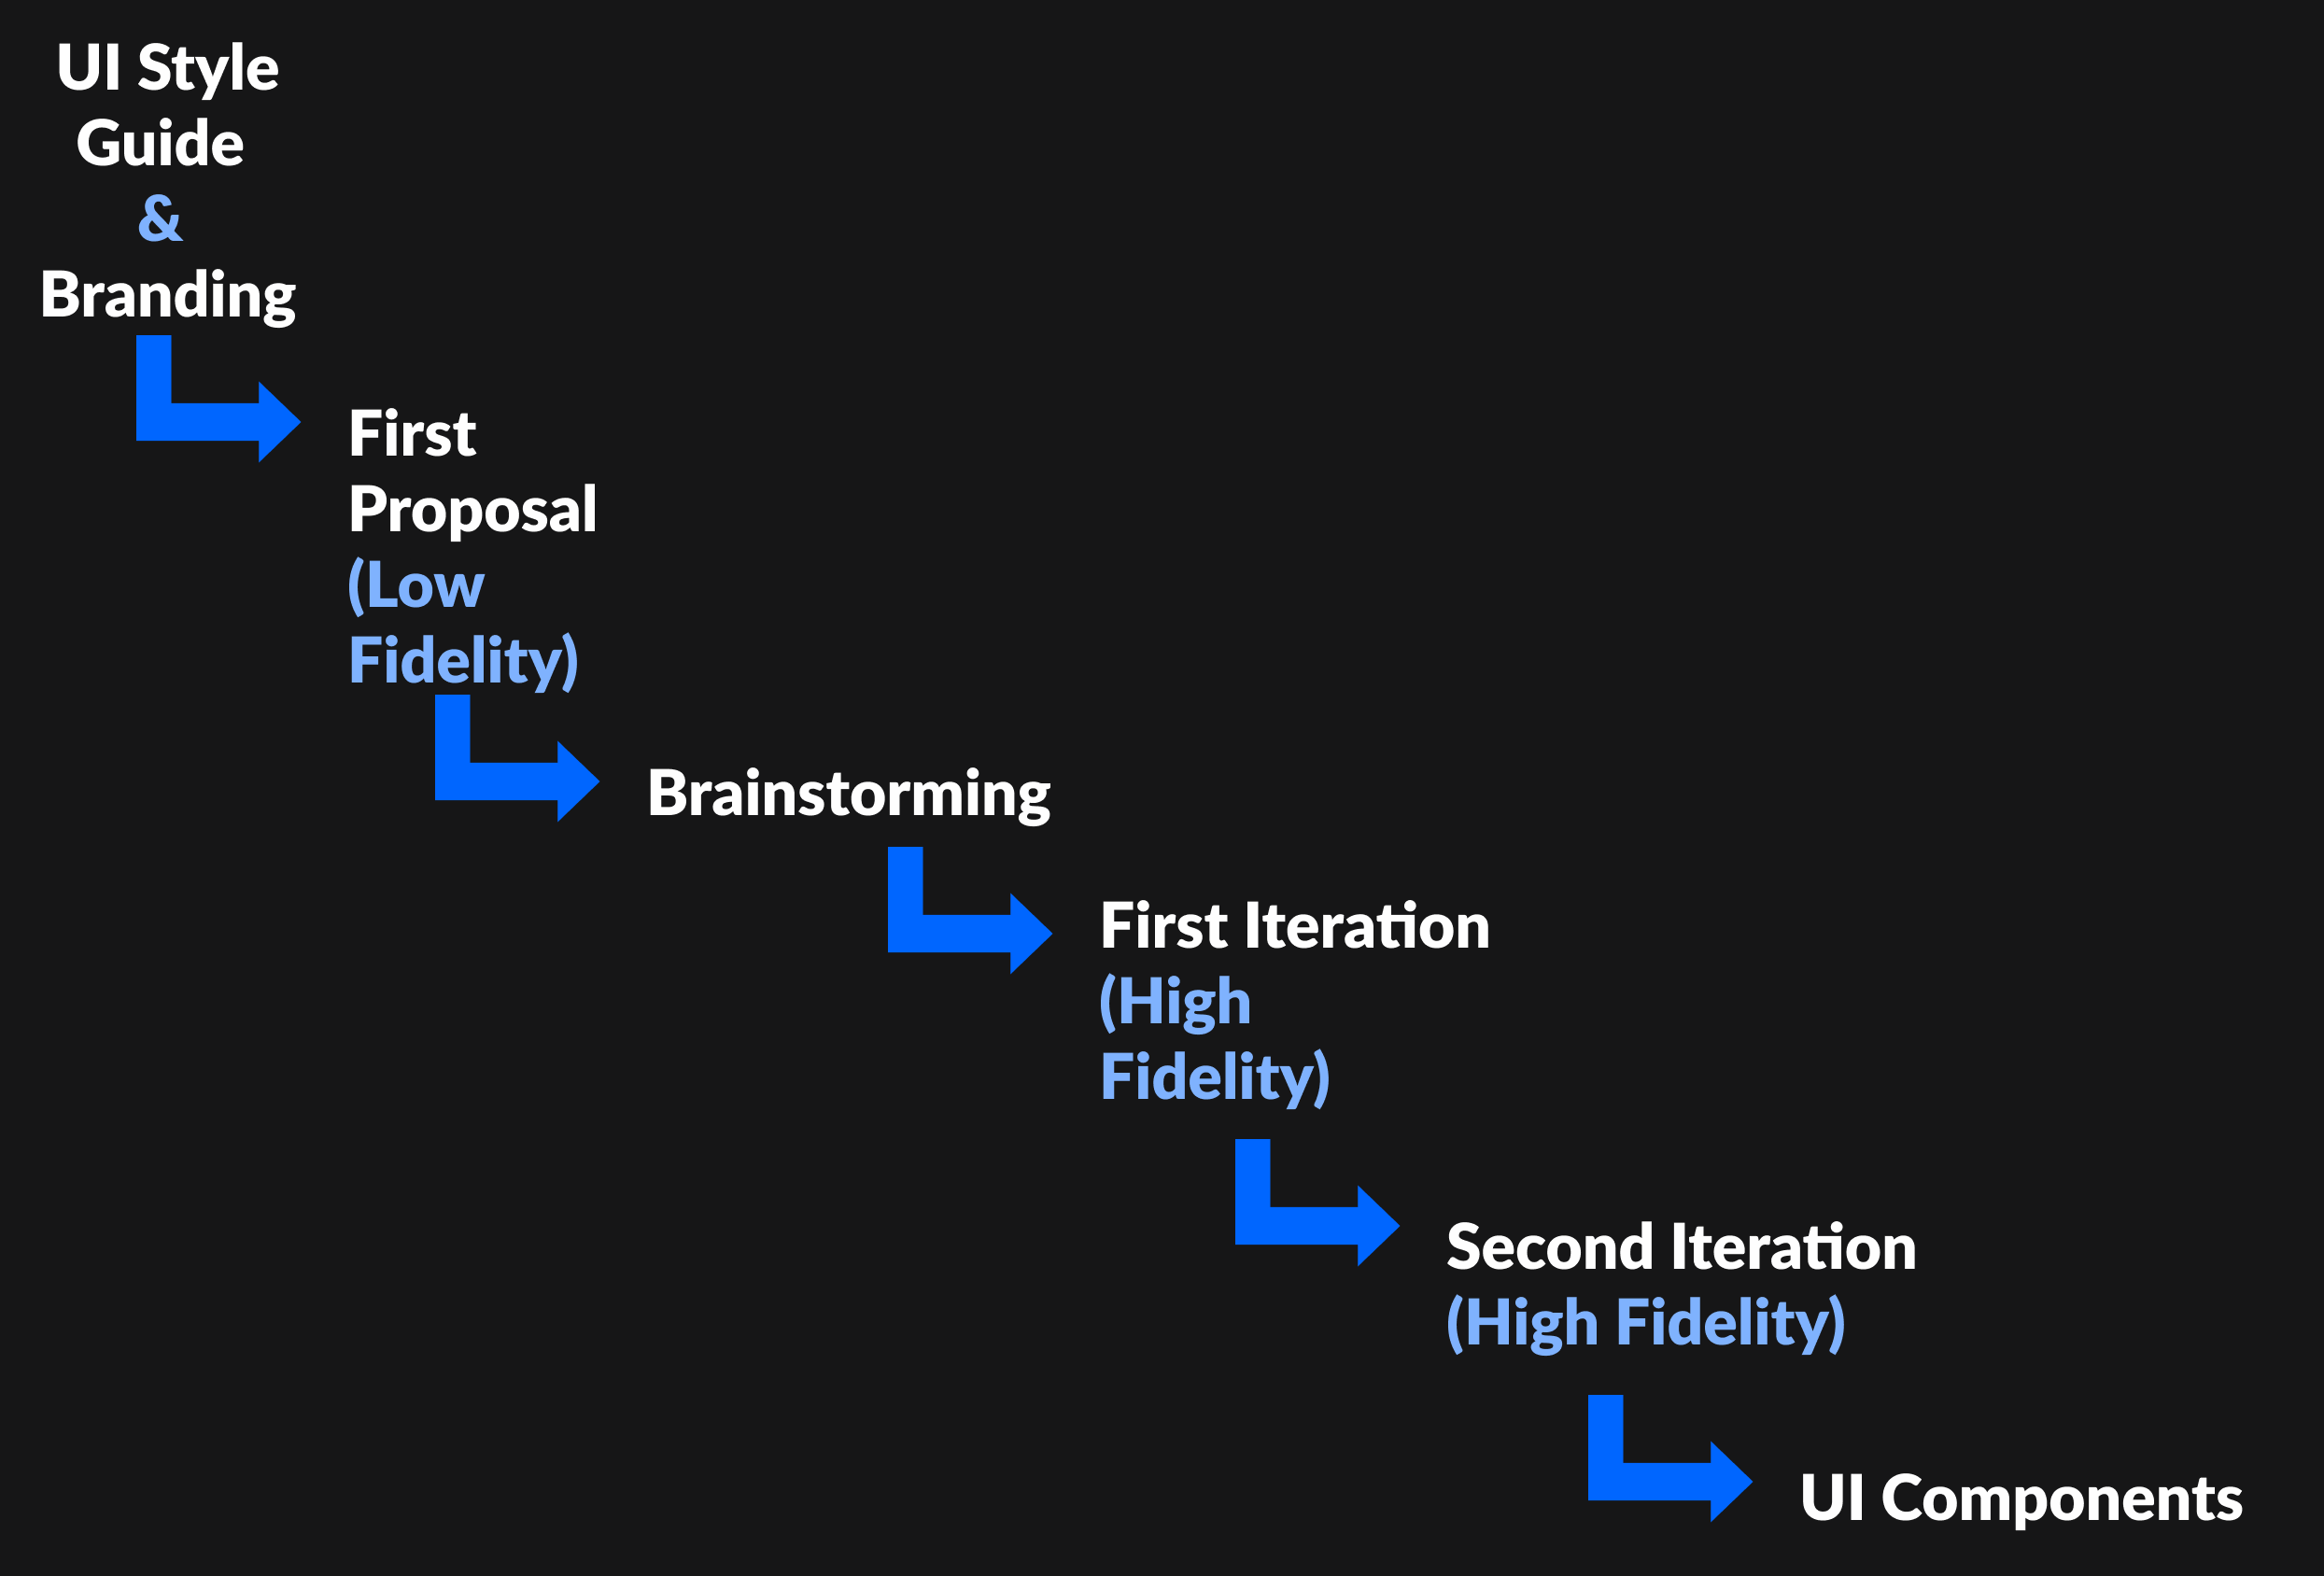 UI Style
Guide
&
Branding
First
Proposal
(Low
Fidelity)
Brainstorming
First Iteration
(High
Fidelity)
Second Iteration
(High Fidelity)
UI Components